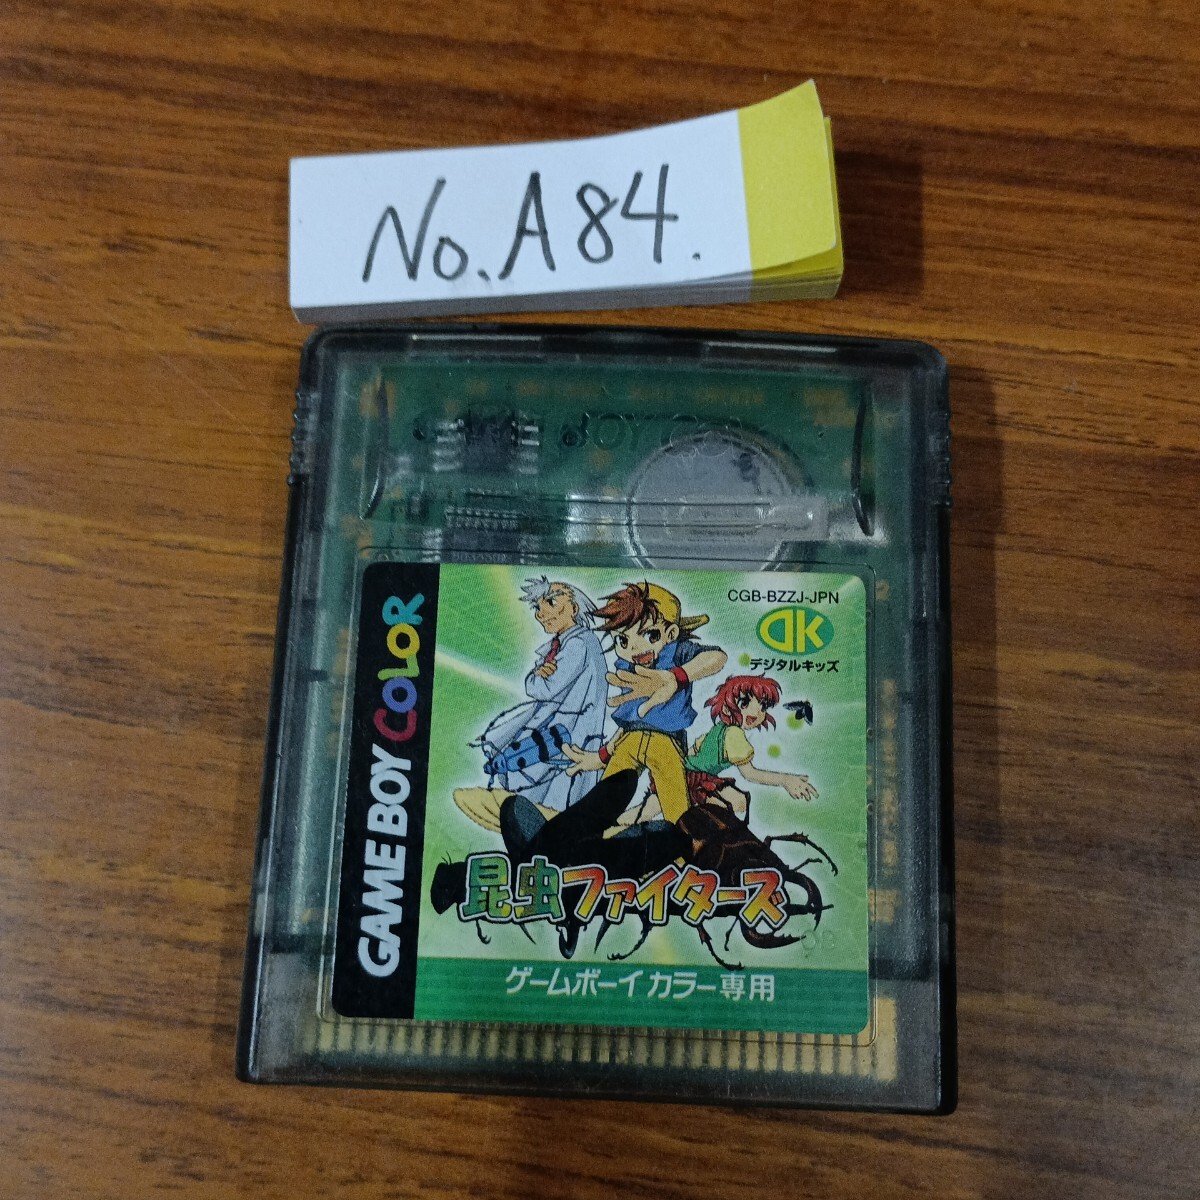 No. A84.
GAME BOY COLOR
CGB-BZZJ-JPN
DK
デジタルキッズ
昆虫ファイターズ
ゲームボーイカラー専用